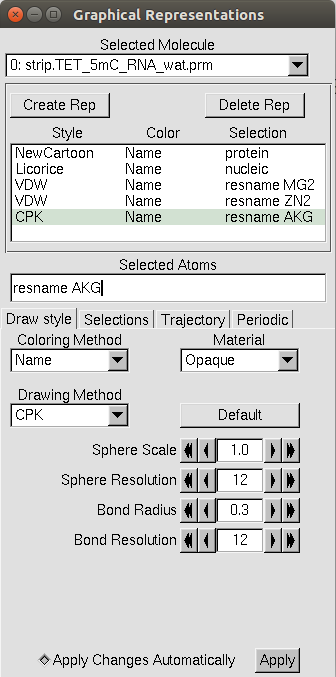 Graphical Representations
Selected Molecule
0: strip.TET_5mC_RNA_wat.prm
Create Rep Delete Rep
Style Color Selection
NewCartoon Name protein
Licorice Name nucleic
VDW Name resname MG2
VDW Name resname ZN2
CPK Name resname AKG
Selected Atoms
resname AKG
Draw style Selections Trajectory Periodic
Coloring Method Material
Name Opaque
Drawing Method
CPK Default
Sphere Scale 1.0
Sphere Resolution 12
Bond Radius 0.3
Bond Resolution 12
Apply Changes Automatically Apply